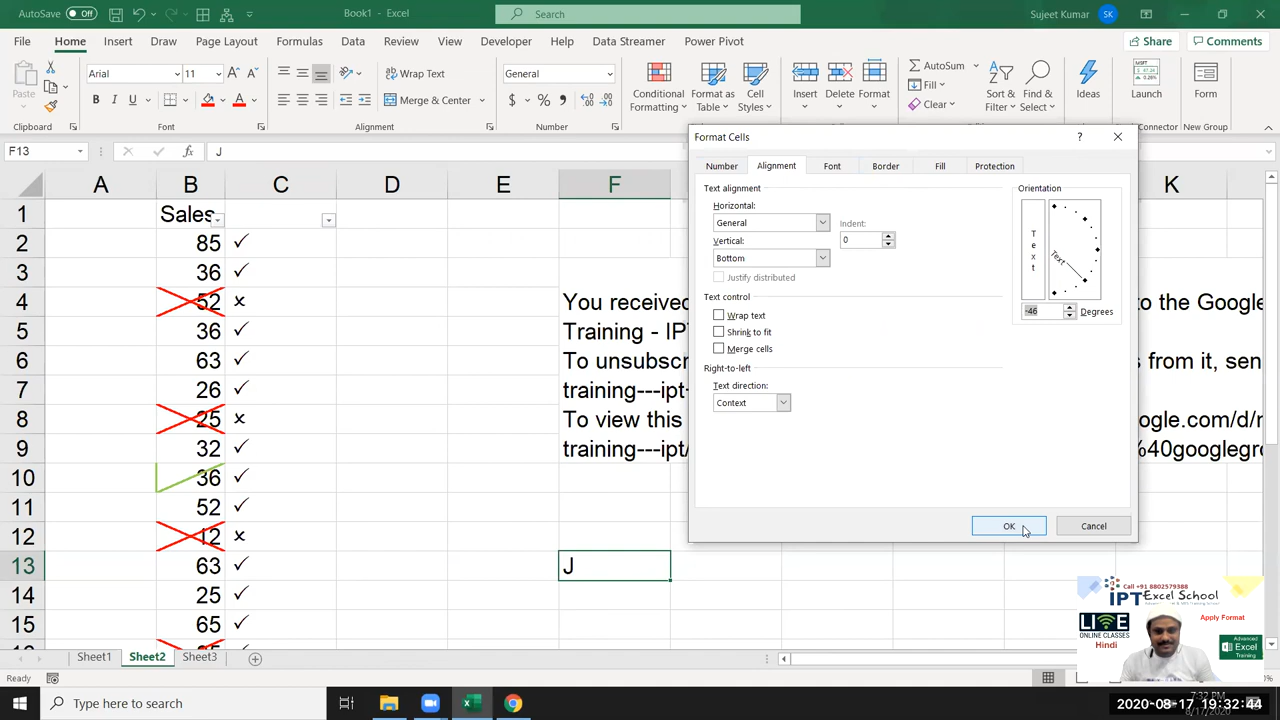 AutoSave Off Book1 - Excel Search Sujeet Kumar SK
File Home Insert Draw Page Layout Formulas Data Review View Developer Help Data Streamer Power Pivot Share Comments
Paste Arial 11 Wrap Text General AutoSum
B I U Merge & Center $ % Conditional Formatting Format as Table Cell Styles Insert Delete Format Fill Clear Sort & Filter Find & Select Ideas Launch Form
Clipboard Font Alignment Number Connector New Group
F13 J
A B C D E F K
1 Sales
2 85
3 36
4 52 You received to the Google
5 36 Training - IP
6 63 To unsubscr s from it, sen
7 26 training---ipt
8 25 To view this ogle.com/d/
9 32 training---ipt/ %40googlegro
10 36
11 52
12 12
13 63 J
14 25
15 65
Format Cells ?
Number Alignment Font Border Fill Protection
Text alignment
Horizontal:
General
Indent:
0
Vertical:
Bottom
Justify distributed
Text control
Wrap text
Shrink to fit
Merge cells
Right-to-left
Text direction:
Context
Orientation
Text
Text
-46 Degrees
OK Cancel
Call +91 8802579388
IPT Excel School
LIVE
ONLINE CLASSES
Hindi
Apply Format
Advanced
Excel
Training
Sheet1 Sheet2 Sheet3
Ready
Type here to search
2020-08-17 19:32:44